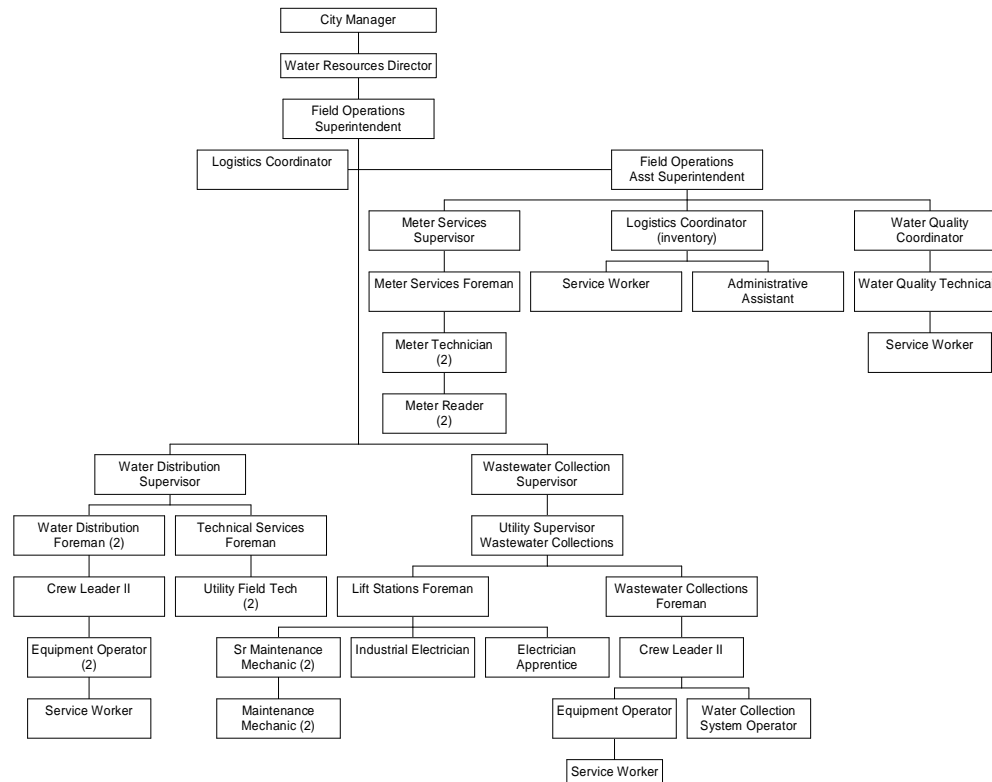 City Manager
Water Resources Director
Field Operations
Superintendent
Logistics Coordinator
Field Operations
Asst Superintendent
Meter Services
Supervisor
Logistics Coordinator
(inventory)
Water Quality
Coordinator
Meter Services Foreman
Service Worker
Administrative
Assistant
Water Quality Technical
Meter Technician
(2)
Service Worker
Meter Reader
(2)
Water Distribution
Supervisor
Wastewater Collection
Supervisor
Water Distribution
Foreman (2)
Technical Services
Foreman
Utility Supervisor
Wastewater Collections
Crew Leader II
Utility Field Tech
(2)
Lift Stations Foreman
Wastewater Collections
Foreman
Equipment Operator
(2)
Sr Maintenance
Mechanic (2)
Industrial Electrician
Electrician
Apprentice
Crew Leader II
Service Worker
Maintenance
Mechanic (2)
Equipment Operator
Water Collection
System Operator
Service Worker